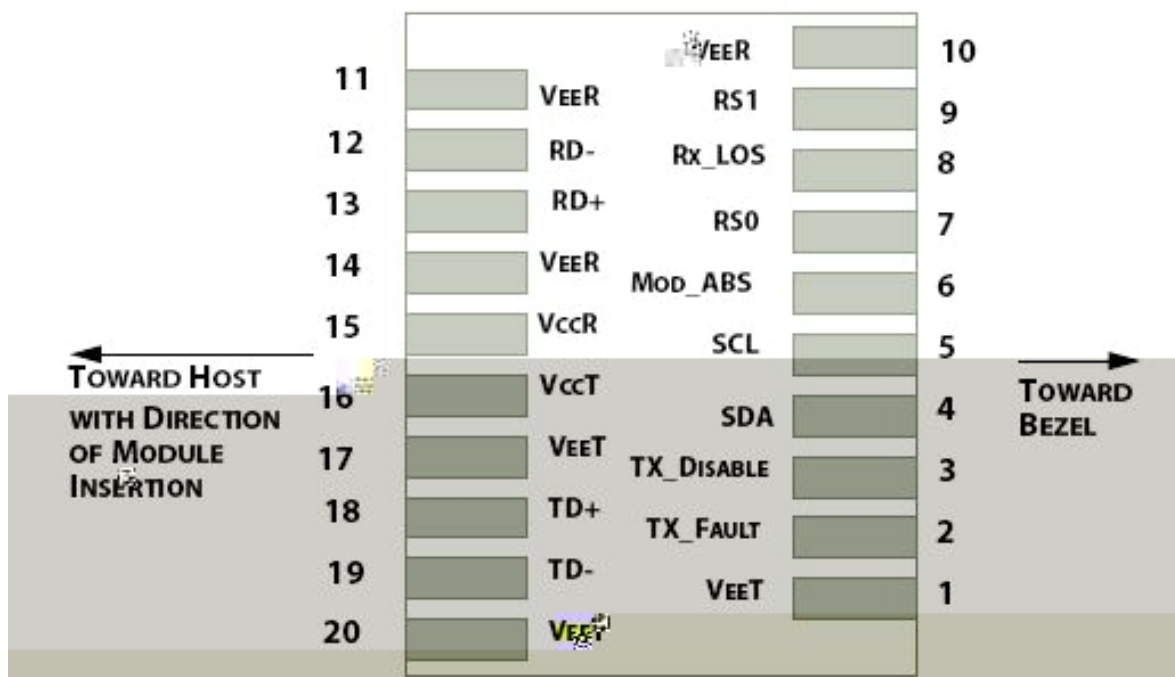 11 VEER
12 RD-
13 RD+
14 VEER
15 VCCR
16 VCCT
17 VEET
18 TD+
19 TD-
20 VEET
VEER 10
RS1 9
RX_LOS 8
RS0 7
MOD_ABS 6
SCL 5
SDA 4
TX_DISABLE 3
TX_FAULT 2
VEET 1
TOWARD HOST
WITH DIRECTION
OF MODULE
INSERTION
TOWARD
BEZEL